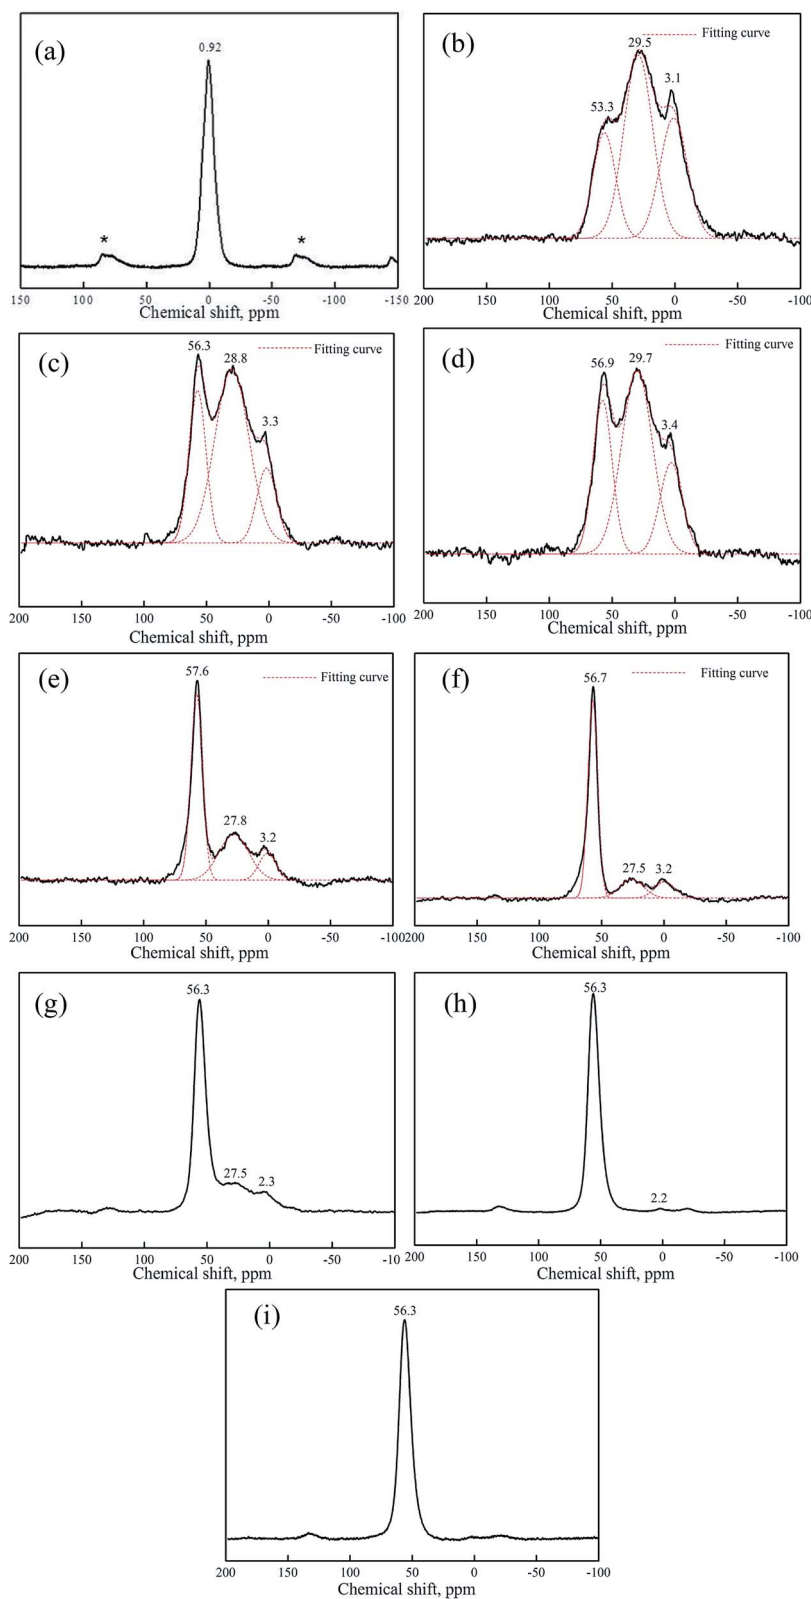 (a)
0.92
*
*
150 100 50 0 -50 -100 -150
Chemical shift, ppm
(b)
Fitting curve
29.5
3.1
53.3
200 150 100 50 0 -50 -100
Chemical shift, ppm
(c)
56.3
28.8
Fitting curve
3.3
200 150 100 50 0 -50 -100
Chemical shift, ppm
(d)
Fitting curve
56.9
29.7
3.4
200 150 100 50 0 -50 -100
Chemical shift, ppm
(e)
57.6
Fitting curve
27.8
3.2
200 150 100 50 0 -50 -100
Chemical shift, ppm
(f)
56.7
Fitting curve
27.5
3.2
200 150 100 50 0 -50 -100
Chemical shift, ppm
(g)
56.3
27.5
2.3
200 150 100 50 0 -50 -10
Chemical shift, ppm
(h)
56.3
2.2
200 150 100 50 0 -50 -100
Chemical shift, ppm
(i)
56.3
200 150 100 50 0 -50 -100
Chemical shift, ppm